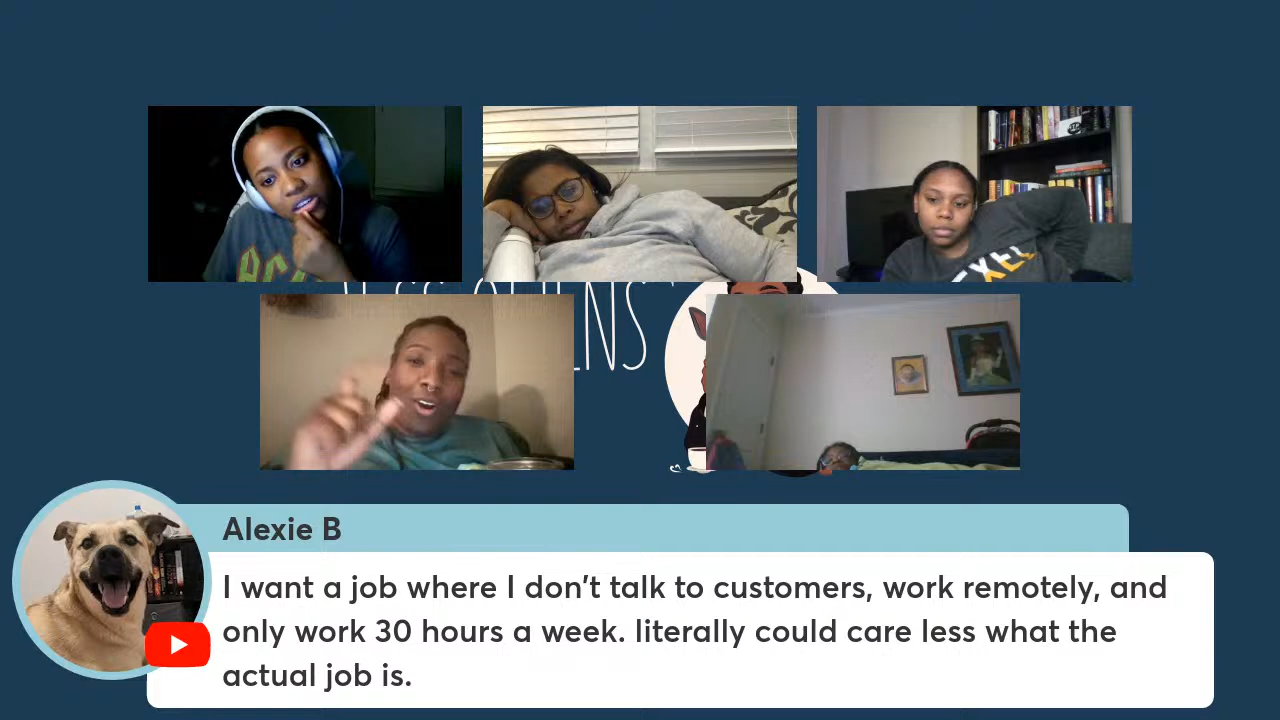 Alexie B
I want a job where I don't talk to customers, work remotely, and
only work 30 hours a week. literally could care less what the
actual job is.